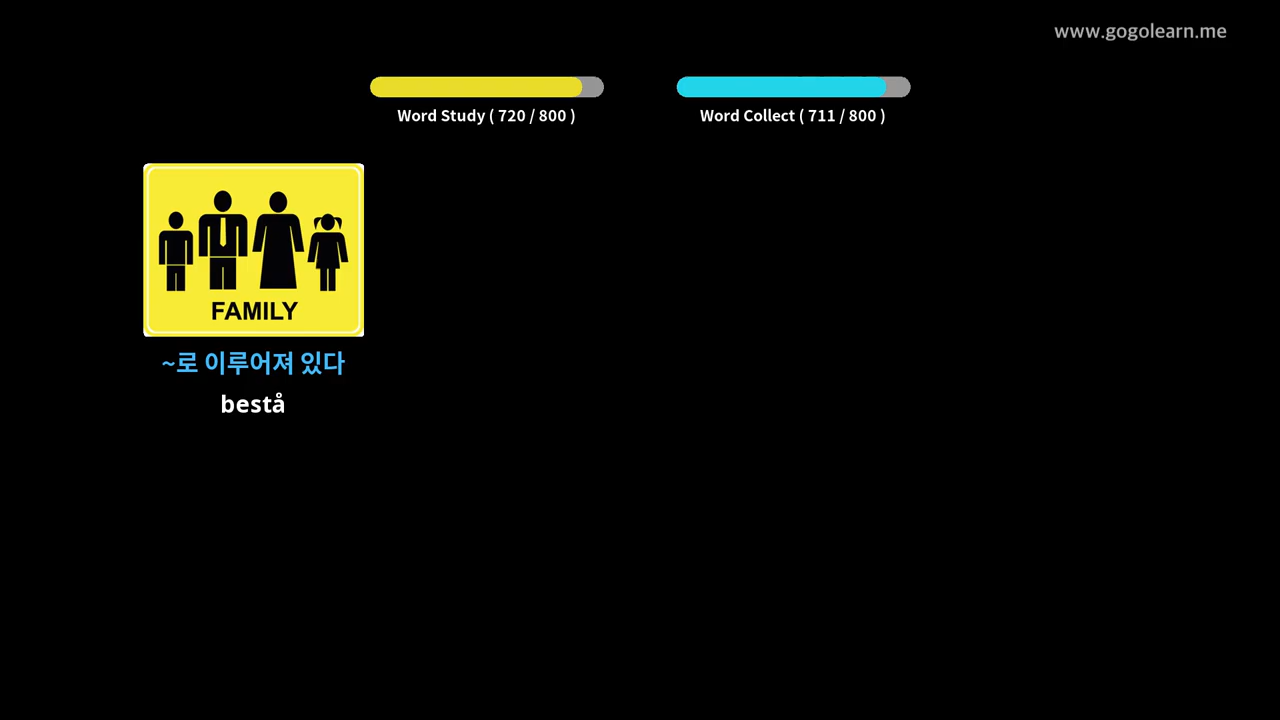 www.gogolearn.me
Word Study ( 720 / 800 )
Word Collect ( 711 / 800 )
FAMILY
~로 이루어져 있다
bestå